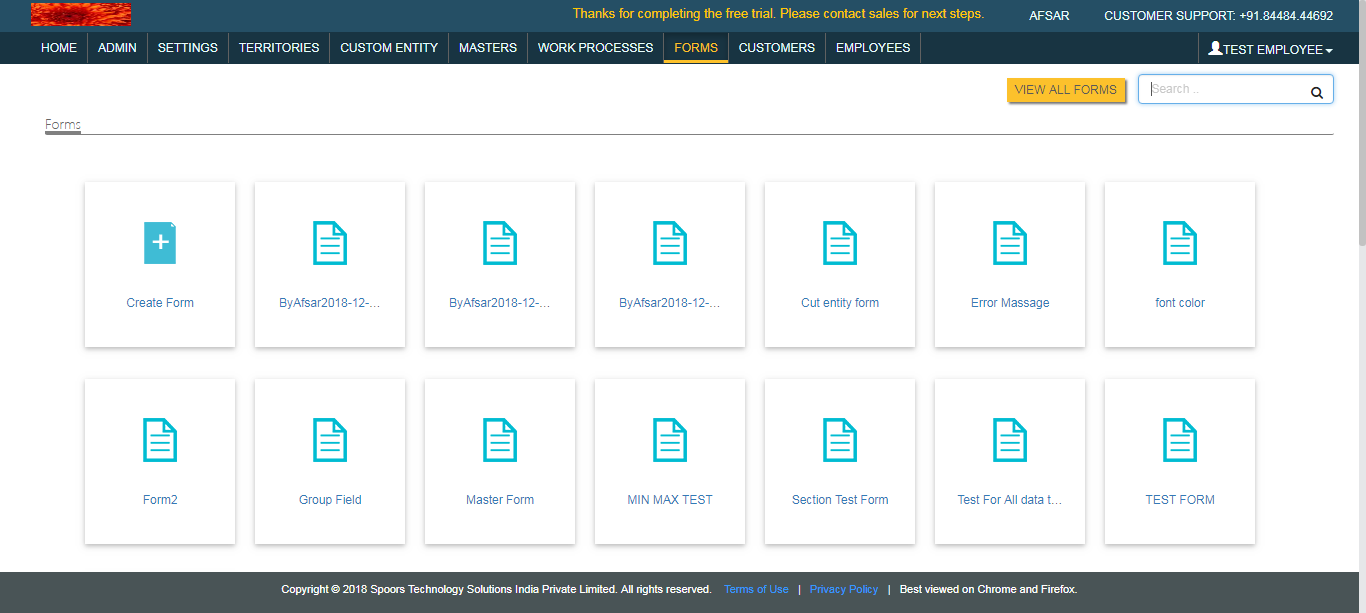 Thanks for completing the free trial. Please contact sales for next steps. AFSAR CUSTOMER SUPPORT: +91.84484.44692
HOME ADMIN SETTINGS TERRITORIES CUSTOM ENTITY MASTERS WORK PROCESSES FORMS CUSTOMERS EMPLOYEES TEST EMPLOYEE
VIEW ALL FORMS Search ..
Forms
Create Form ByAfsar2018-12-... ByAfsar2018-12-... ByAfsar2018-12-... Cut entity form Error Massage font color
Form2 Group Field Master Form MIN MAX TEST Section Test Form Test For All data t... TEST FORM
Copyright © 2018 Spoors Technology Solutions India Private Limited. All rights reserved. Terms of Use | Privacy Policy | Best viewed on Chrome and Firefox.